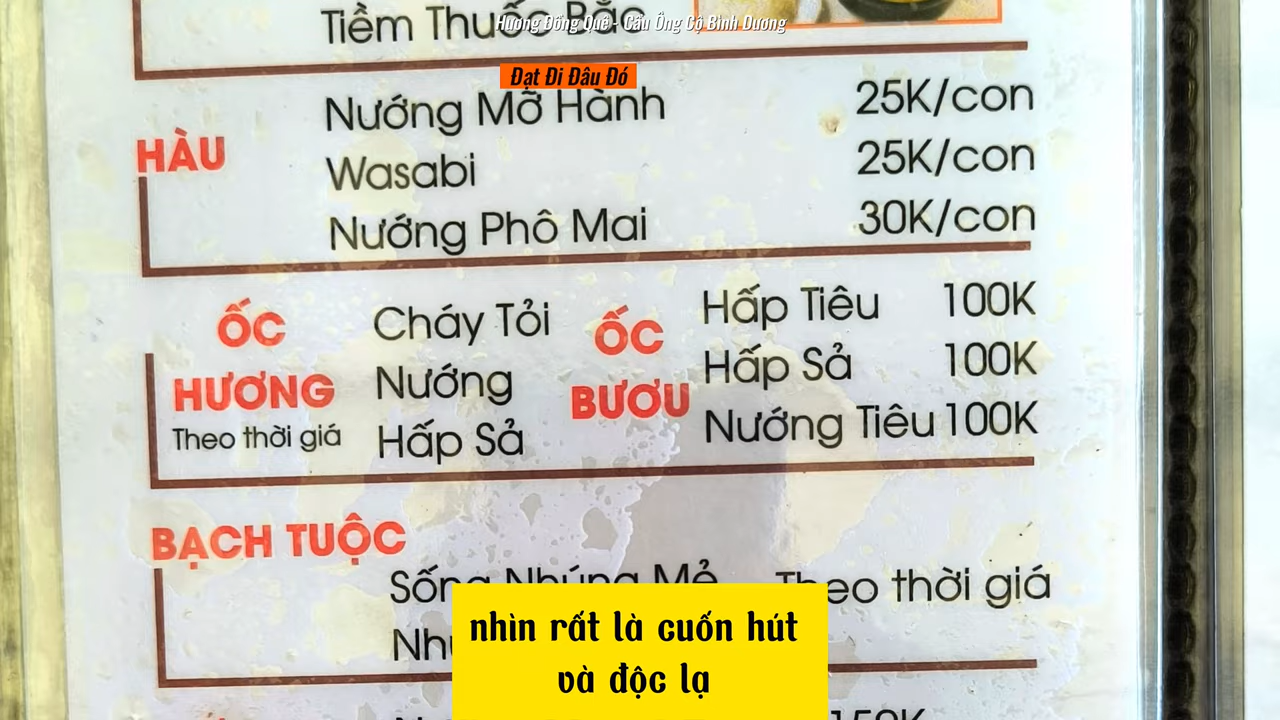 Tiềm Thuốc Bắc
Hương Đồng Quê - Cầu Ông Cộ Bình Dương
Đạt Đi Đâu Đó
HÀU
Nướng Mỡ Hành 25K/con
Wasabi 25K/con
Nướng Phô Mai 30K/con
ỐC HƯƠNG
Theo thời giá
Cháy Tỏi
Nướng
Hấp Sả
ỐC BƯƠU
Hấp Tiêu 100K
Hấp Sả 100K
Nướng Tiêu 100K
BẠCH TUỘC
Sống Nhúng Mẻ Theo thời giá
nhìn rất là cuốn hút
và độc lạ